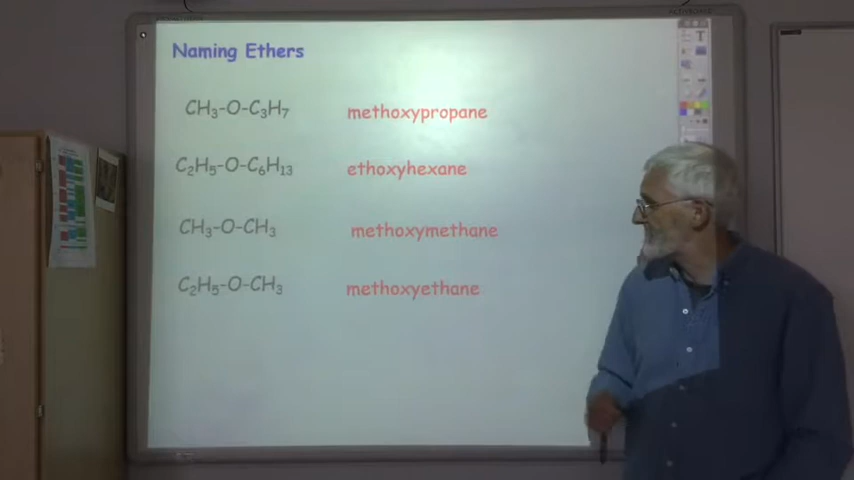 Naming Ethers
CH₃-O-C₃H₇ methoxypropane
C₂H₅-O-C₆H₁₃ ethoxyhexane
CH₃-O-CH₃ methoxymethane
C₂H₅-O-CH₃ methoxyethane